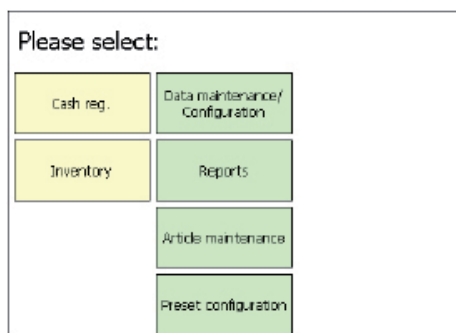 Please select:
Cash reg.
Data maintenance/
Configuration
Inventory
Reports
Article maintenance
Preset configuration